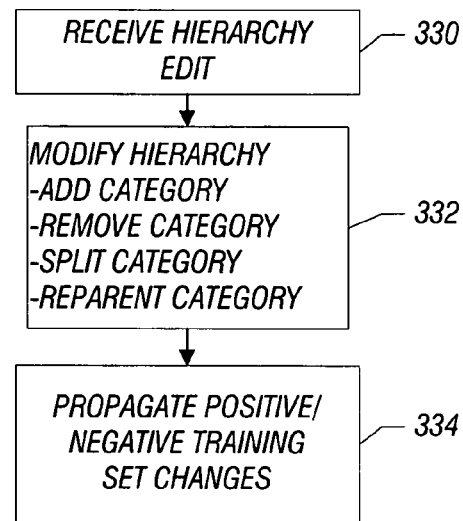 RECEIVE HIERARCHY
EDIT
330
MODIFY HIERARCHY
-ADD CATEGORY
-REMOVE CATEGORY
-SPLIT CATEGORY
-REPARENT CATEGORY
332
PROPAGATE POSITIVE/
NEGATIVE TRAINING
SET CHANGES
334